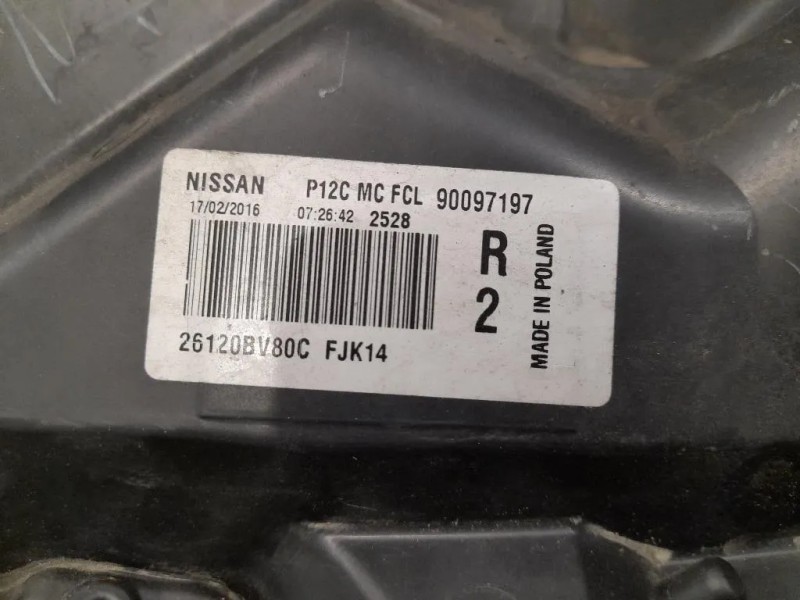 NISSAN P12C MC FCL 90097197
17/02/2016 07:26:42 2528
R
2
MADE IN POLAND
26120BV80C FJK14